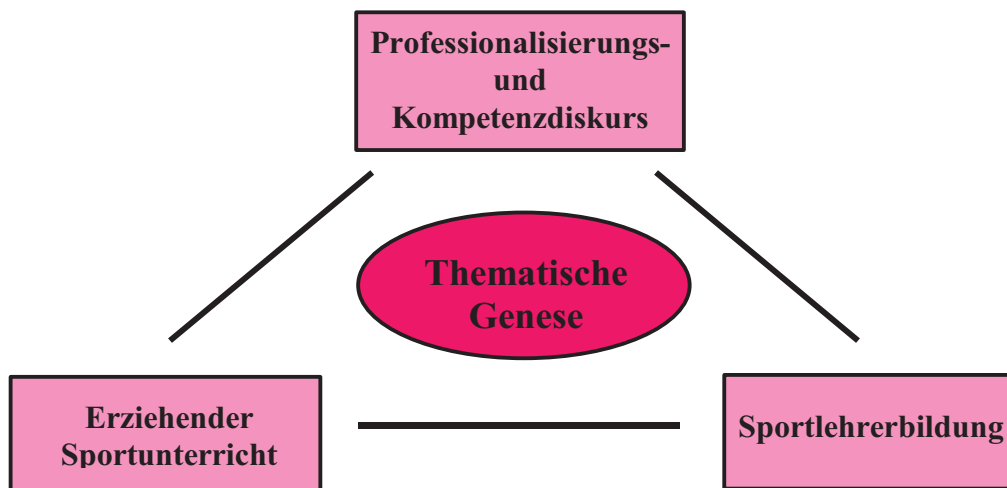 Professionalisierungs-
und
Kompetenzdiskurs
Thematische
Genese
Erziehender
Sportunterricht
Sportlehrerbildung